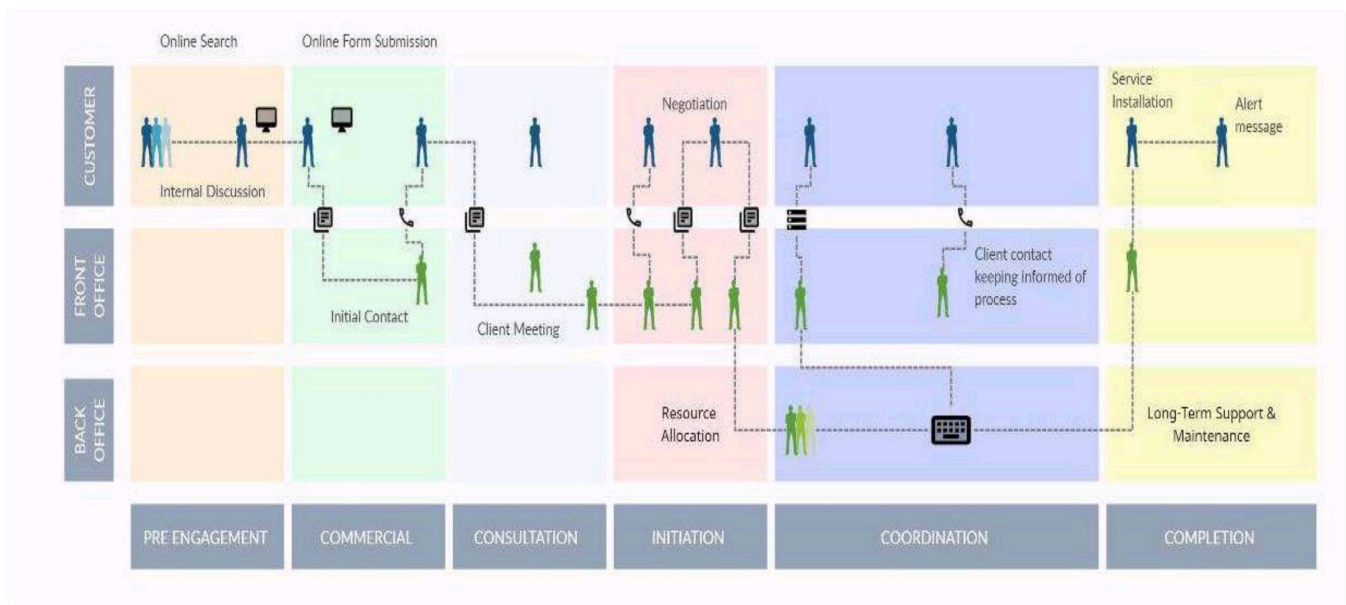 Online Search
Online Form Submission
CUSTOMER
Internal Discussion
Negotiation
Service
Installation
Alert
message
FRONT
OFFICE
Initial Contact
Client Meeting
Client contact
keeping informed of
process
BACK
OFFICE
Resource
Allocation
Long-Term Support &
Maintenance
PRE ENGAGEMENT
COMMERCIAL
CONSULTATION
INITIATION
COORDINATION
COMPLETION